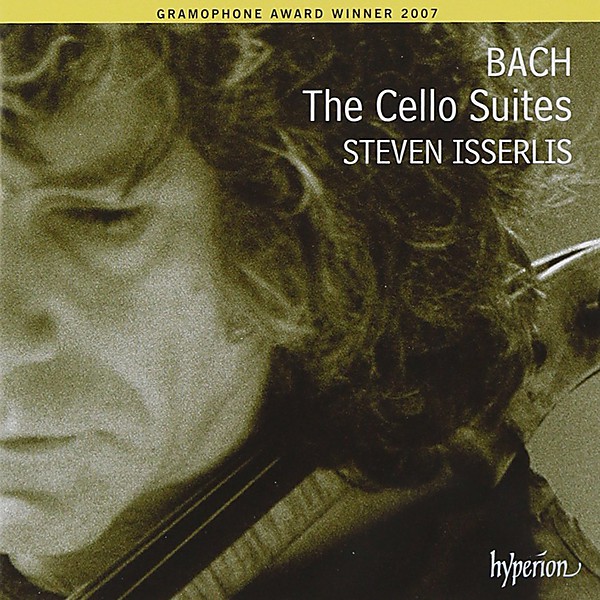 GRAMOPHONE AWARD WINNER 2007
BACH
The Cello Suites
STEVEN ISSERLIS
hyperion